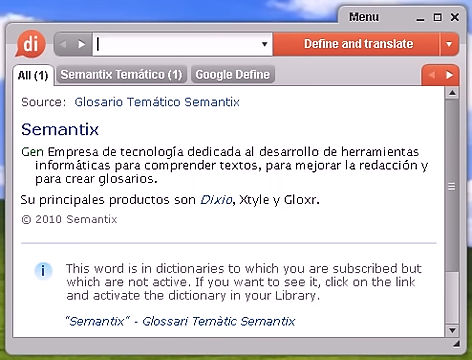 Menu
di
Define and translate
All (1)
Semantix Temático (1)
Google Define
Source: Glosario Temático Semantix
Semantix
Gen Empresa de tecnología dedicada al desarrollo de herramientas
informáticas para comprender textos, para mejorar la redacción y
para crear glosarios.
Su principales productos son Dixio, Xtyle y Gloxr.
© 2010 Semantix
i
This word is in dictionaries to which you are subscribed but
which are not active. If you want to see it, click on the link
and activate the dictionary in your Library.
"Semantix" - Glossari Temàtic Semantix